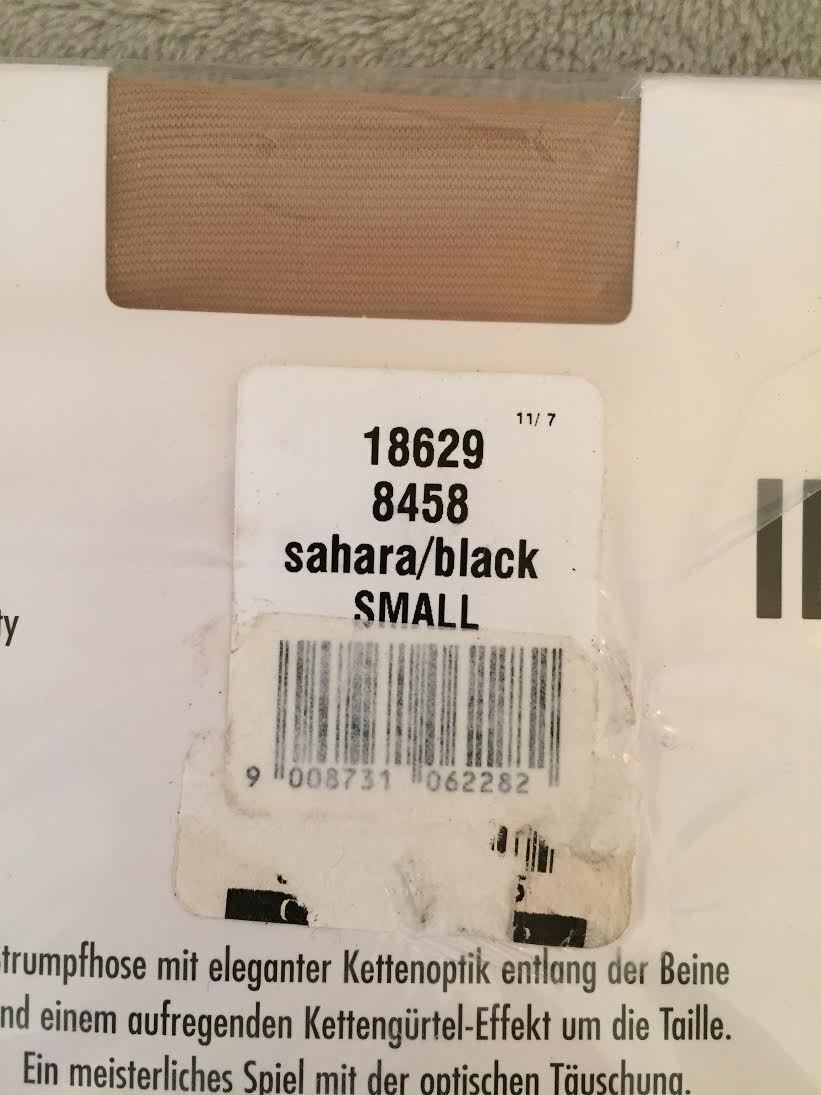 11/ 7
18629
8458
sahara/black
SMALL
ty
9 008731 062282
trumpfhose mit eleganter Kettenoptik entlang der Beine
nd einem aufregenden Kettengürtel-Effekt um die Taille.
Ein meisterliches Spiel mit der optischen Täuschung.